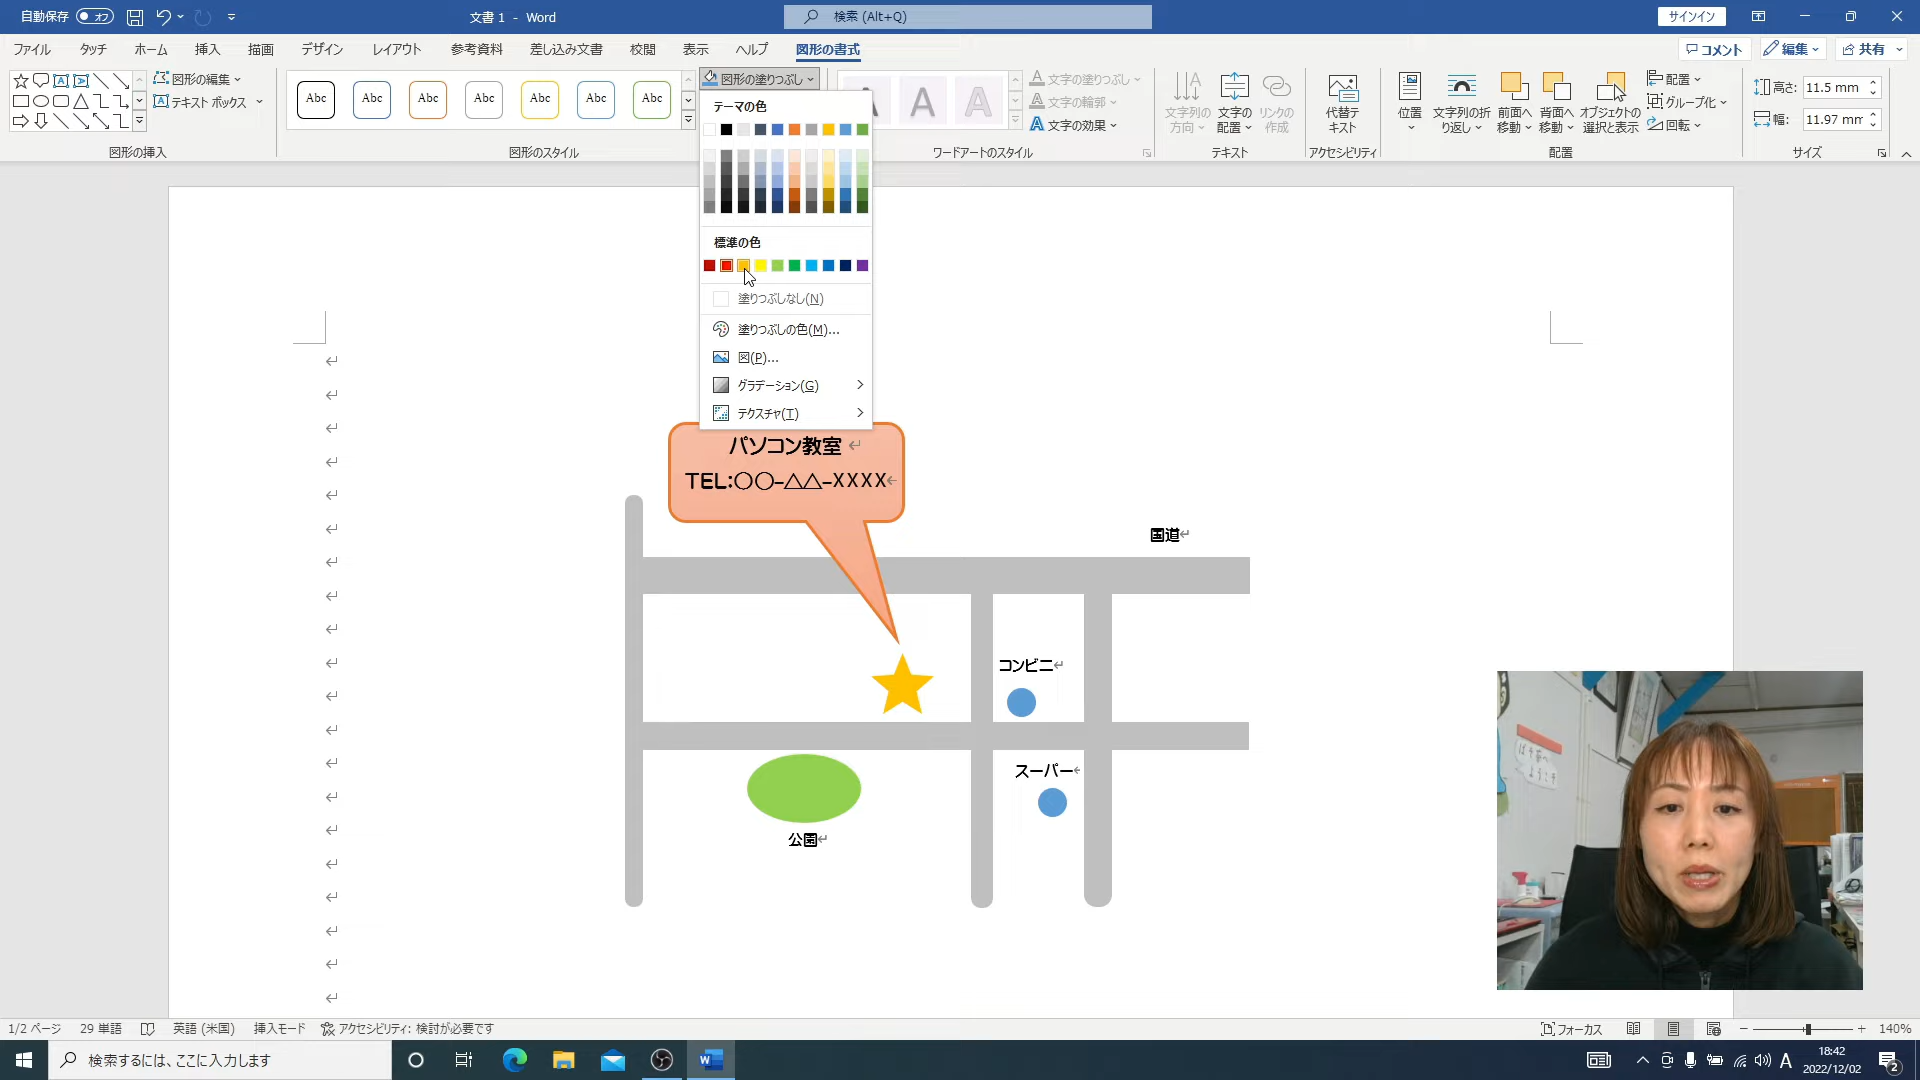 自動保存 オフ 文書 1 - Word 検索 (Alt+Q) サインイン
ファイル タッチ ホーム 挿入 描画 デザイン レイアウト 参考資料 差し込み文書 校閲 表示 ヘルプ 図形の書式 コメント 編集 共有
図形の編集
テキスト ボックス
図形の挿入
Abc Abc Abc Abc Abc Abc Abc
図形のスタイル
図形の塗りつぶし
テーマの色
標準の色
塗りつぶしなし(N)
塗りつぶしの色(M)...
図(P)...
グラデーション(G)
テクスチャ(T)
A A A
文字の塗りつぶし
文字の輪郭
文字の効果
ワードアートのスタイル
文字列の方向
文字の配置
リンクの作成
テキスト
代替テキスト
アクセシビリティ
位置
文字列の折り返し
前面へ移動
背面へ移動
オブジェクトの選択と表示
配置
グループ化
回転
配置
高さ: 11.5 mm
幅: 11.97 mm
サイズ
パソコン教室
TEL:〇〇-△△-XXXX
国道
コンビニ
スーパー
公園
ぱそ家へ
ようこそ
1/2 ページ 29 単語 英語 (米国) 挿入モード アクセシビリティ: 検討が必要です フォーカス 140%
検索するには、ここに入力します A 18:42
2022/12/02 2